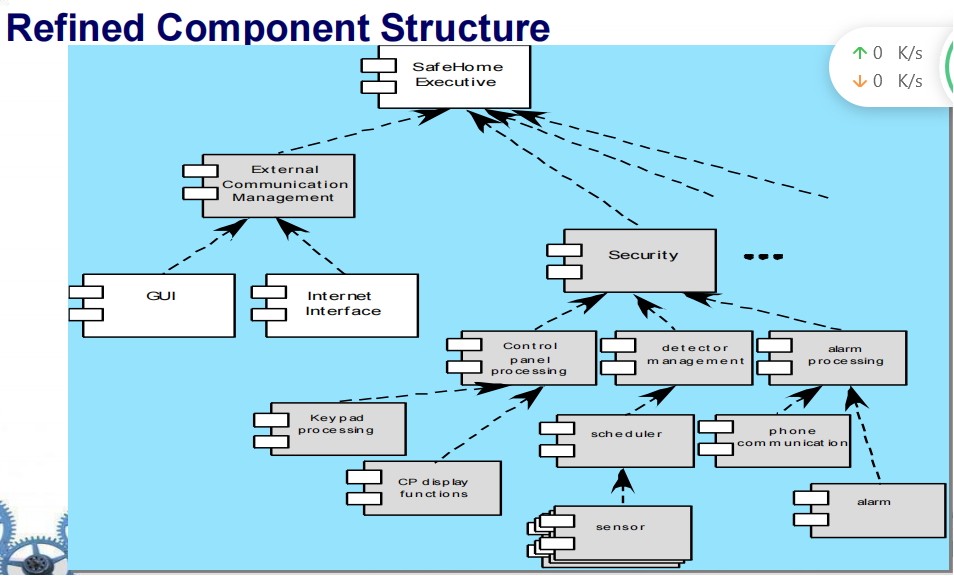 Refined Component Structure
0 K/s
0 K/s
SafeHome
Executive
External
Communication
Management
Security
GUI
Internet
Interface
Control
panel
processing
detector
management
alarm
processing
Keypad
processing
scheduler
phone
communication
CP display
functions
alarm
sensor